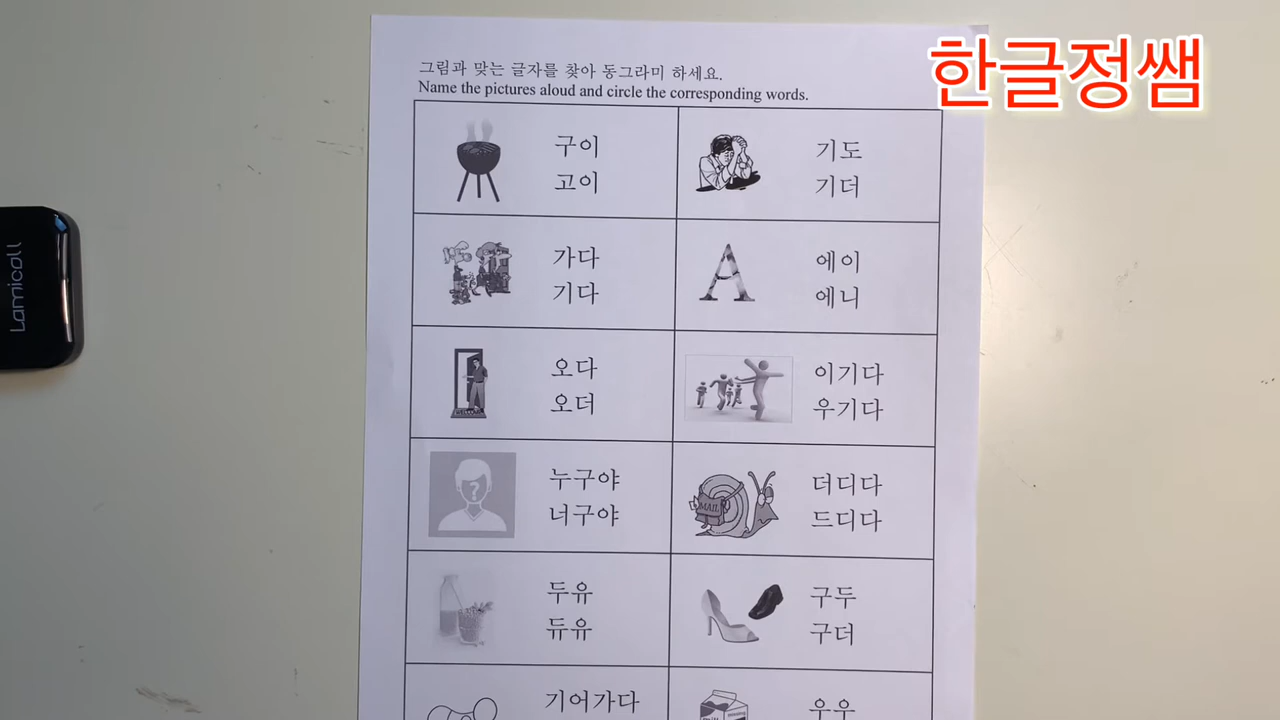 한글정쌤
그림과 맞는 글자를 찾아 동그라미 하세요.
Name the pictures aloud and circle the corresponding words.
구이
고이
기도
기더
가다
기다
A
에이
에니
오다
오더
이기다
우기다
?
누구야
너구야
MAIL
더디다
드디다
두유
듀유
구두
구더
기어가다
우우
Lamicall